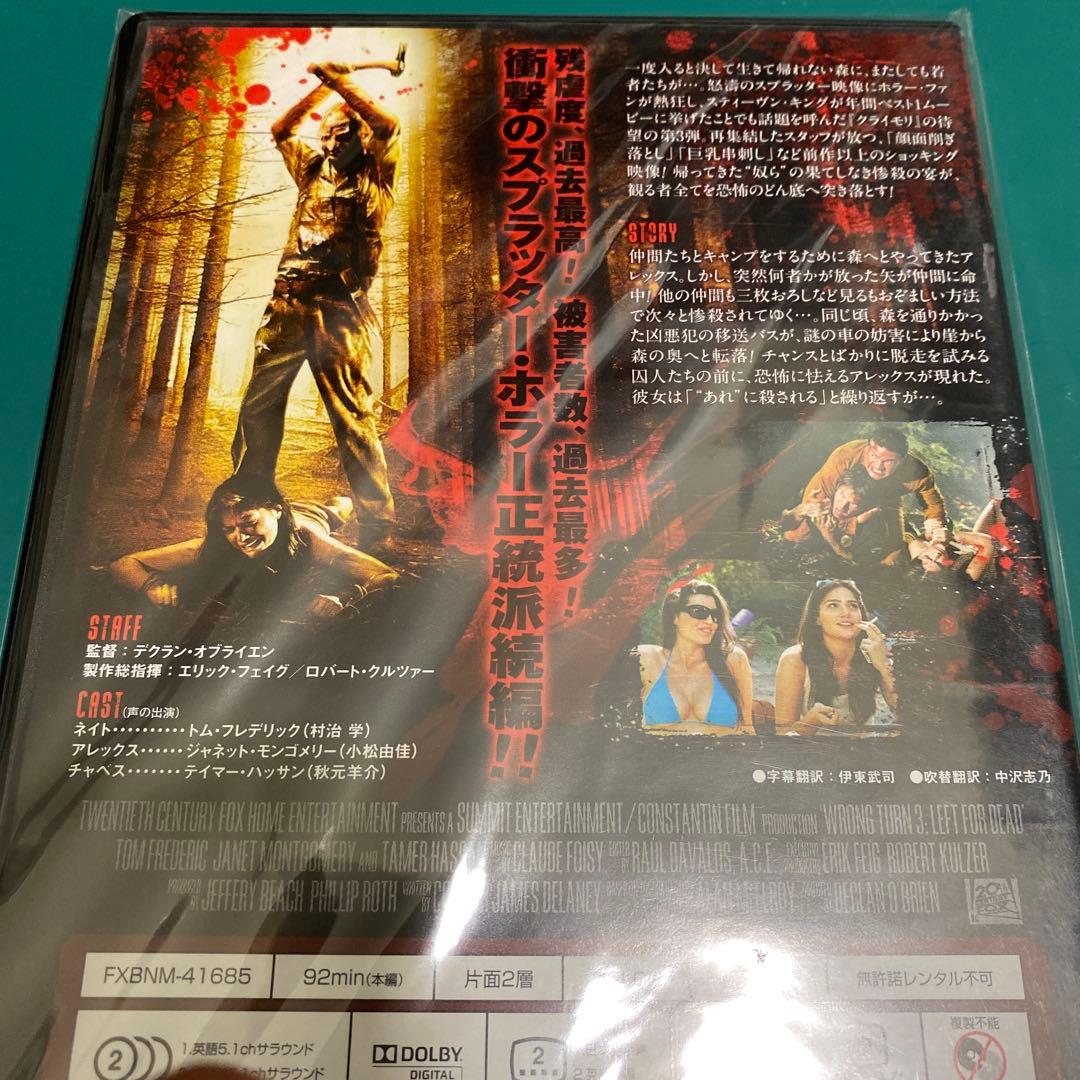 残虐度、過去最高！ 被害者数、過去最多！
衝撃のスプラッター・ホラー正統派続編!!
一度入ると決して生きて帰れない森に、またしても若
者たちが…。怒濤のスプラッター映像にホラー・ファ
ンが熱狂し、スティーヴン・キングが年間ベスト1ムー
ビーに挙げたことでも話題を呼んだ『クライモリ』の待
望の第3弾。再集結したスタッフが放つ、「顔面削ぎ
落とし」「巨乳串刺し」など前作以上のショッキング
映像！帰ってきた“奴ら”の果てしなき惨殺の宴が、
観る者全てを恐怖のどん底へ突き落とす！
STORY
仲間たちとキャンプをするために森へとやってきたア
レックス。しかし、突然何者かが放った矢が仲間に命
中！他の仲間も三枚おろしなど見るもおぞましい方法
で次々と惨殺されてゆく…。同じ頃、森を通りかかっ
た凶悪犯の移送バスが、謎の車の妨害により崖から
森の奥へと転落！チャンスとばかりに脱走を試みる
囚人たちの前に、恐怖に怯えるアレックスが現れた。
彼女は「“あれ”に殺される」と繰り返すが…。
STAFF
監督：デクラン・オブライエン
製作総指揮：エリック・フェイグ／ロバート・クルツァー
CAST(声の出演)
ネイト··········トム・フレデリック(村治 学)
アレックス······ジャネット・モンゴメリー(小松由佳)
チャベス·······テイマー・ハッサン(秋元羊介)
●字幕翻訳：伊東武司 ●吹替翻訳：中沢志乃
TWENTIETH CENTURY FOX HOME ENTERTAINMENT PRESENTS A SUMMIT ENTERTAINMENT / CONSTANTIN FILM PRODUCTION "WRONG TURN 3: LEFT FOR DEAD"
TOM FREDERIC JANET MONTGOMERY AND TAMER CLAUDE FOISY EDITED BY RAUL DAVALOS, A.C.E. ERIK FEIG ROBERT KULZER
PRODUCED BY JEFFERY BEACH PHILLIP ROTH WRITTEN BY JAMES DELANEY DECLAN O'BRIEN
FXBNM-41685 92min(本編) 片面2層 無許諾レンタル不可
複製不能
2 1.英語5.1chサラウンド DOLBY DIGITAL 2
5.1chサラウンド